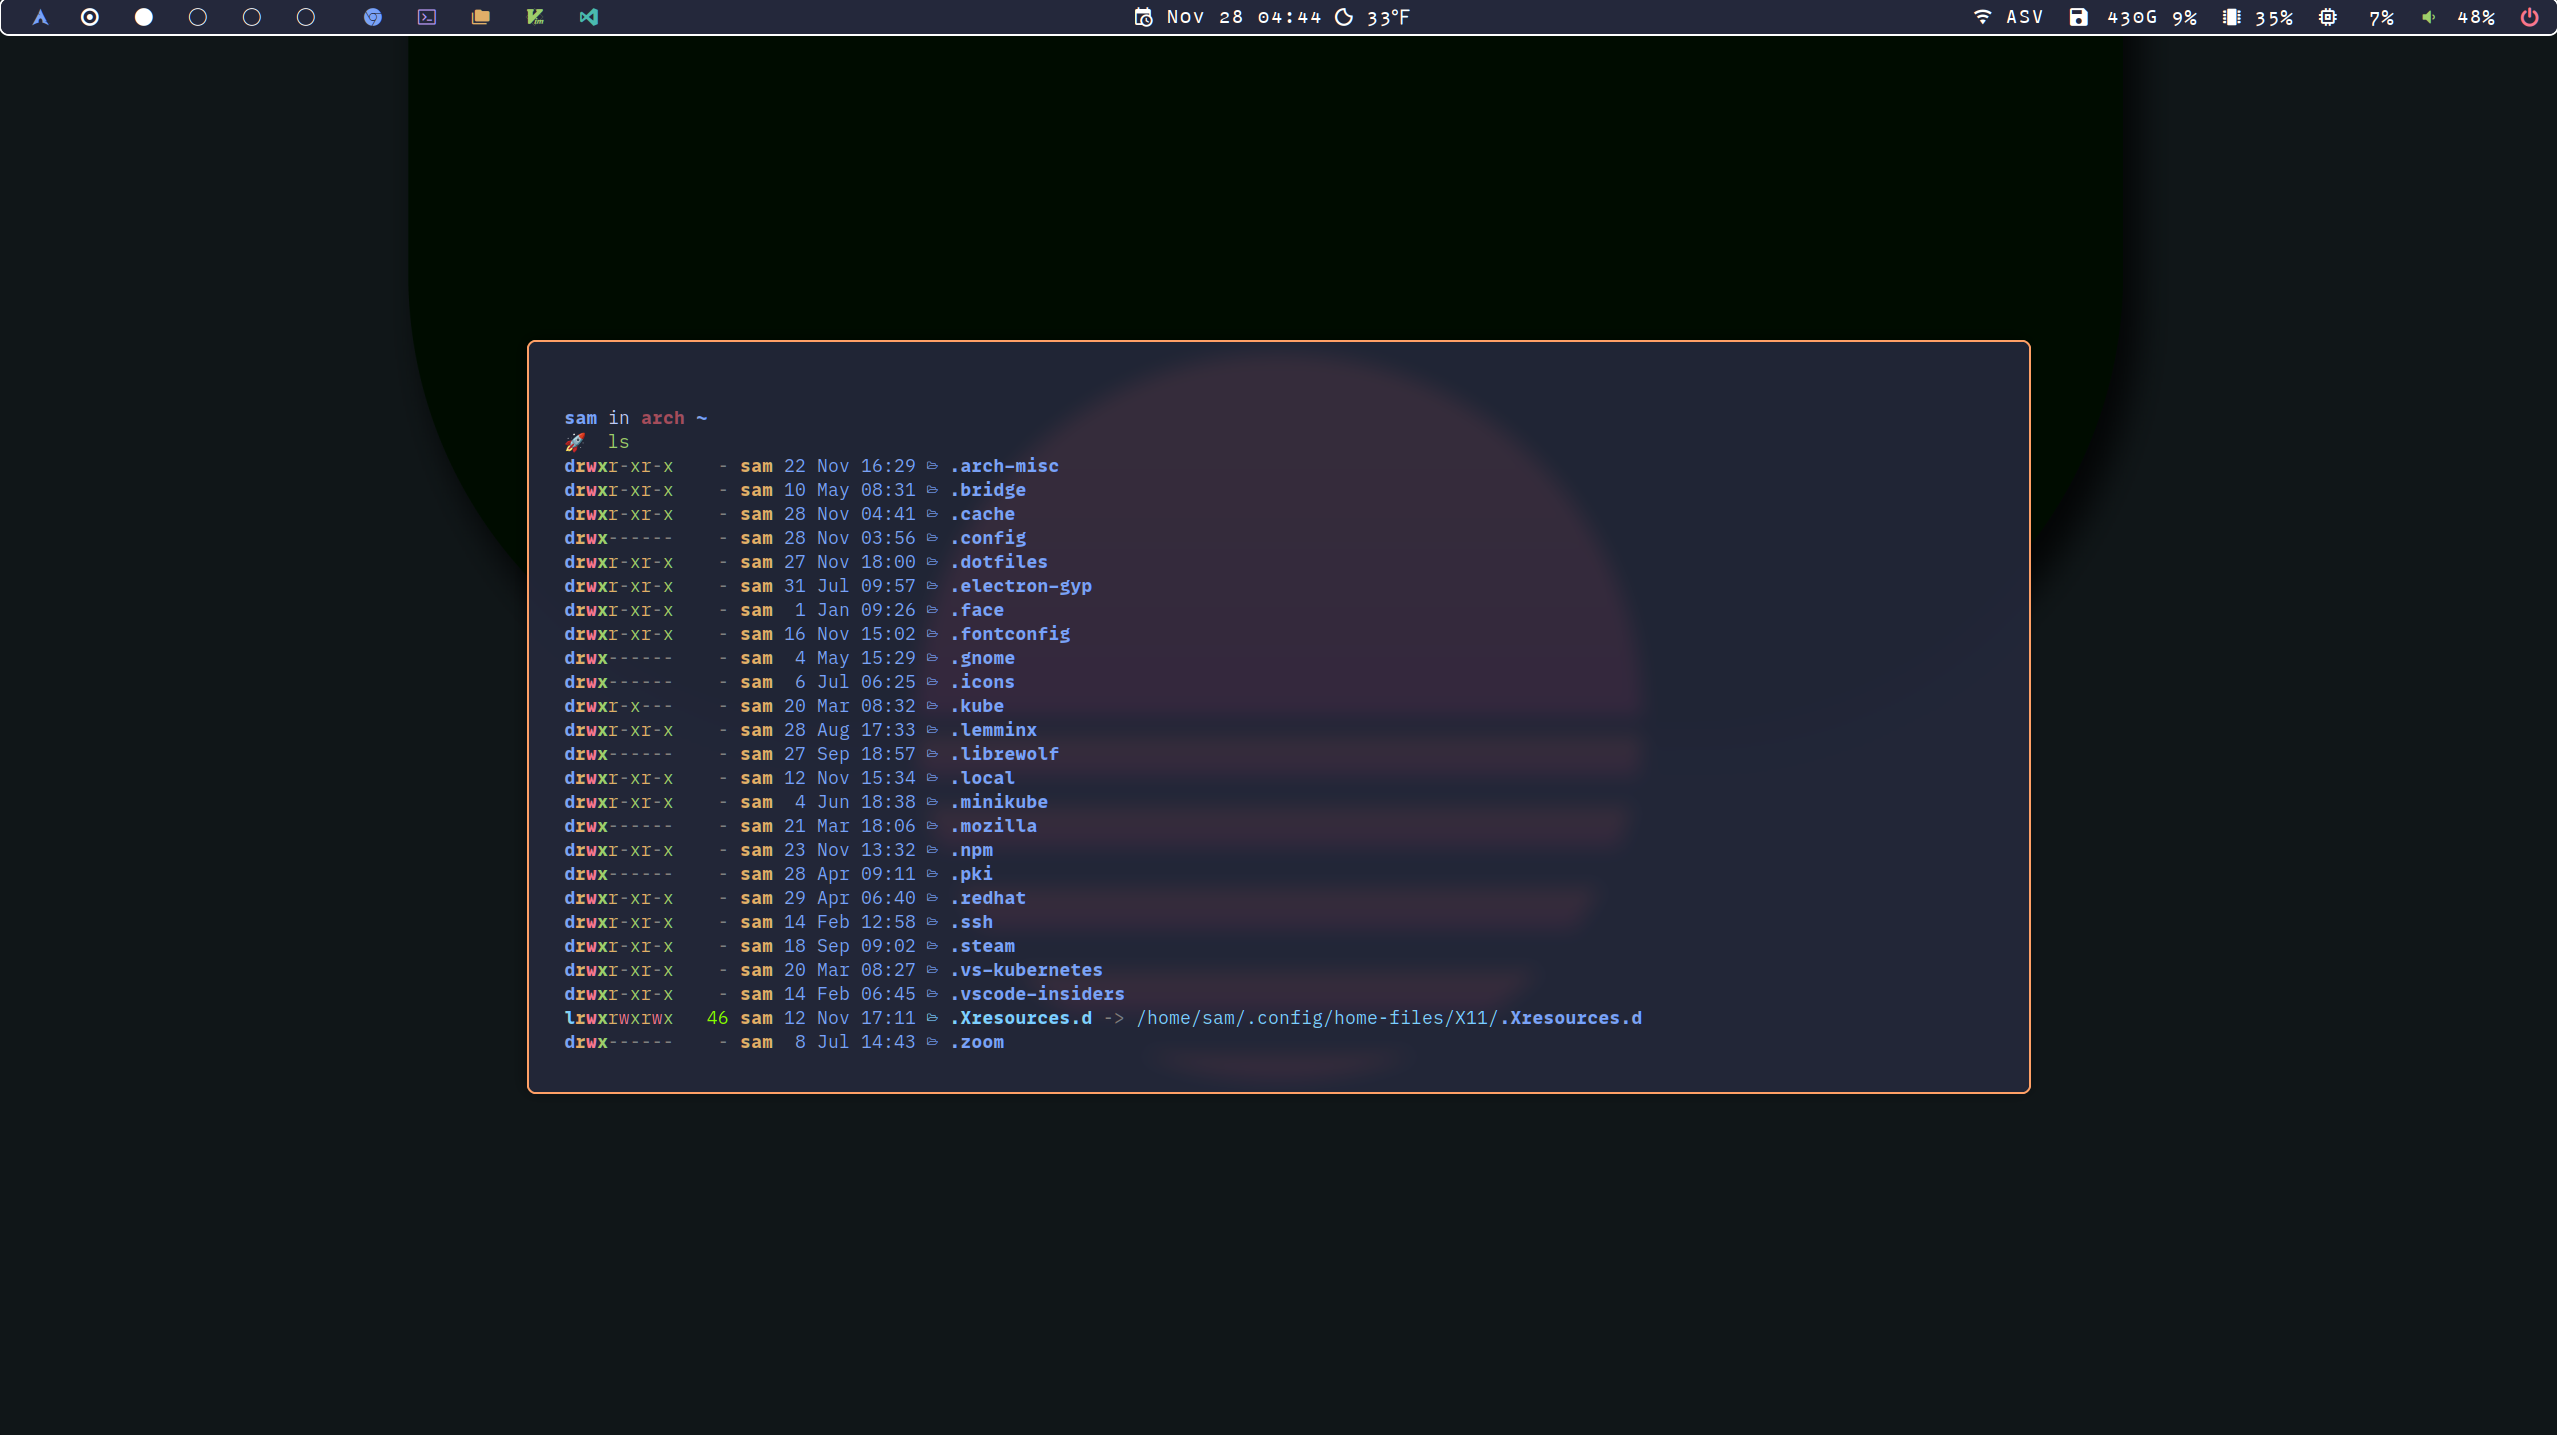 Nov 28 04:44 33°F ASV 430G 9% 35% 7% 48%
sam in arch ~
🚀 ls
drwxr-xr-x - sam 22 Nov 16:29 .arch-misc
drwxr-xr-x - sam 10 May 08:31 .bridge
drwxr-xr-x - sam 28 Nov 04:41 .cache
drwx------ - sam 28 Nov 03:56 .config
drwxr-xr-x - sam 27 Nov 18:00 .dotfiles
drwxr-xr-x - sam 31 Jul 09:57 .electron-gyp
drwxr-xr-x - sam 1 Jan 09:26 .face
drwxr-xr-x - sam 16 Nov 15:02 .fontconfig
drwx------ - sam 4 May 15:29 .gnome
drwx------ - sam 6 Jul 06:25 .icons
drwxr-x--- - sam 20 Mar 08:32 .kube
drwxr-xr-x - sam 28 Aug 17:33 .lemminx
drwx------ - sam 27 Sep 18:57 .librewolf
drwxr-xr-x - sam 12 Nov 15:34 .local
drwxr-xr-x - sam 4 Jun 18:38 .minikube
drwx------ - sam 21 Mar 18:06 .mozilla
drwxr-xr-x - sam 23 Nov 13:32 .npm
drwx------ - sam 28 Apr 09:11 .pki
drwxr-xr-x - sam 29 Apr 06:40 .redhat
drwxr-xr-x - sam 14 Feb 12:58 .ssh
drwxr-xr-x - sam 18 Sep 09:02 .steam
drwxr-xr-x - sam 20 Mar 08:27 .vs-kubernetes
drwxr-xr-x - sam 14 Feb 06:45 .vscode-insiders
lrwxrwxrwx 46 sam 12 Nov 17:11 .Xresources.d -> /home/sam/.config/home-files/X11/.Xresources.d
drwx------ - sam 8 Jul 14:43 .zoom